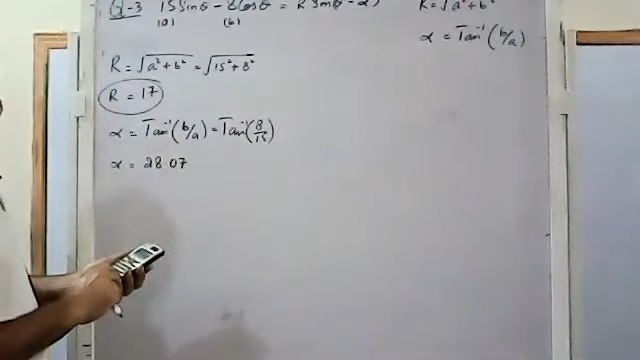 Q-3 15Sinθ - 8Cosθ = R Sin(θ - α)
(a) (b)
R = √a² + b²
α = Tan⁻¹ (b/a)
R = √a² + b² = √15² + 8²
R = 17
α = Tan⁻¹(b/a) = Tan⁻¹(8/15)
α = 28.07